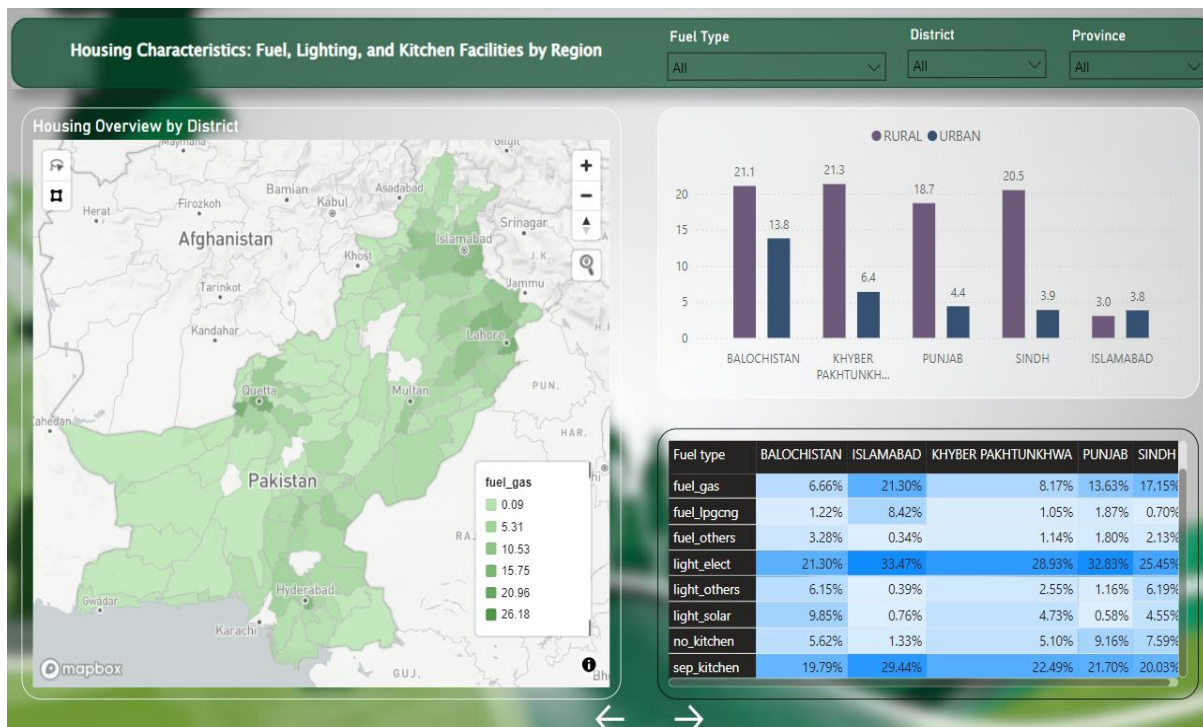 Housing Characteristics: Fuel, Lighting, and Kitchen Facilities by Region
Fuel Type
All
District
All
Province
All
Housing Overview by District
Maymana
Gilgit
Bamian
Asadabad
Herat
Firozkoh
Kabul
Srinagar
Afghanistan
Islamabad
Khost
J.K.
Tarinkot
Jammu
Kandahar
Lahore
Quetta
Multan
PUN.
Zahedan
HAR.
Pakistan
Hyderabad
Gwadar
Karachi
GUJ.
mapbox
fuel_gas
0.09
5.31
10.53
15.75
20.96
26.18
RURAL URBAN
20
15
10
5
0
21.1
13.8
21.3
6.4
18.7
4.4
20.5
3.9
3.0
3.8
BALOCHISTAN
KHYBER
PAKHTUNKH...
PUNJAB
SINDH
ISLAMABAD
Fuel type BALOCHISTAN ISLAMABAD KHYBER PAKHTUNKHWA PUNJAB SINDH
fuel_gas 6.66% 21.30% 8.17% 13.63% 17.15%
fuel_lpgcng 1.22% 8.42% 1.05% 1.87% 0.70%
fuel_others 3.28% 0.34% 1.14% 1.80% 2.13%
light_elect 21.30% 33.47% 28.93% 32.83% 25.45%
light_others 6.15% 0.39% 2.55% 1.16% 6.19%
light_solar 9.85% 0.76% 4.73% 0.58% 4.55%
no_kitchen 5.62% 1.33% 5.10% 9.16% 7.59%
sep_kitchen 19.79% 29.44% 22.49% 21.70% 20.03%